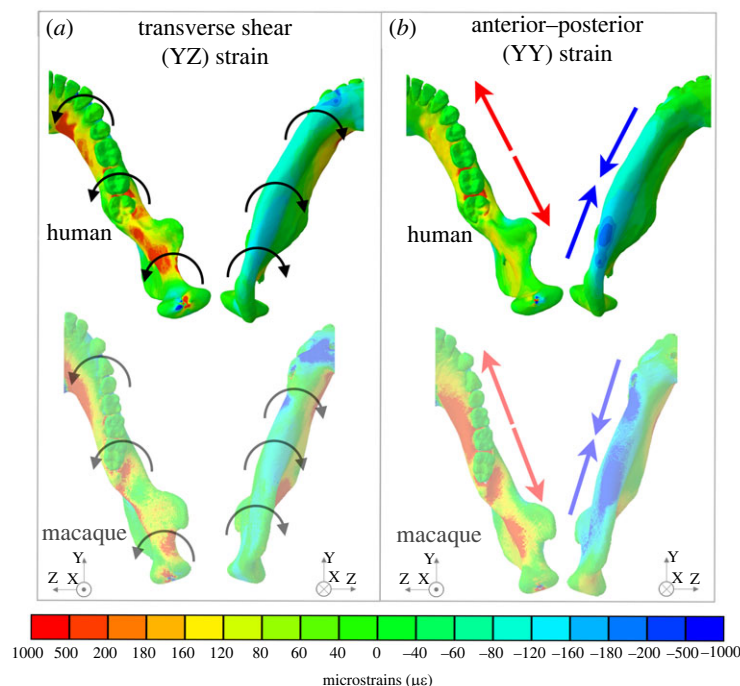 (a) transverse shear
(YZ) strain
(b) anterior–posterior
(YY) strain
human
human
macaque
macaque
Y
Z X
Y
X Z
Y
Z X
Y
X Z
1000 500 200 180 160 120 80 60 40 0 –40 –60 –80 –120 –160 –180 –200 –500 –1000
microstrains (µε)